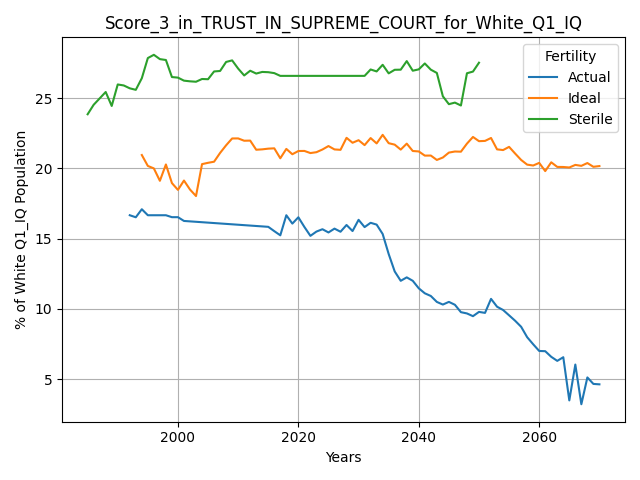 Score_3_in_TRUST_IN_SUPREME_COURT_for_White_Q1_IQ
Fertility
Actual
Ideal
Sterile
% of White Q1_IQ Population
25
20
15
10
5
2000
2020
2040
2060
Years